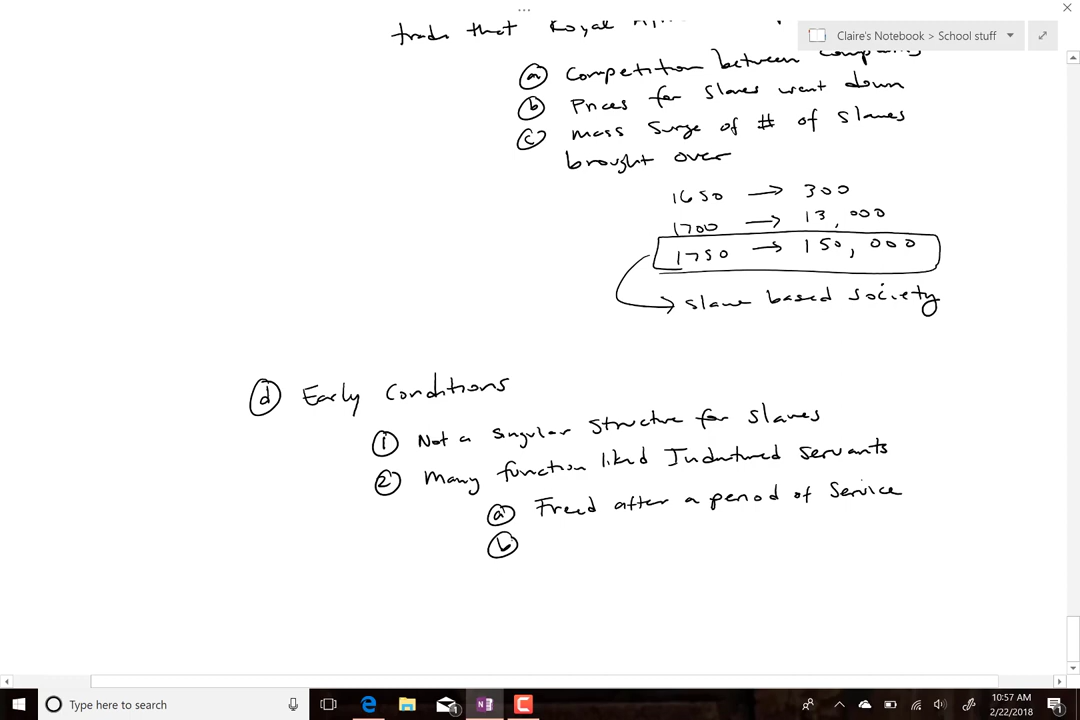 ...
Claire's Notebook > School stuff
trade that Royal
ⓐ Competition between
ⓑ Prices for slaves went down
ⓒ mass surge of # of slaves
brought over
1650 → 300
1700 → 13,000
1750 → 150,000
→ slave based society
ⓓ Early Conditions
① Not a singular structure for slaves
② Many function liked Indentured servants
ⓐ Freed after a period of Service
ⓑ
Type here to search
10:57 AM
2/22/2018